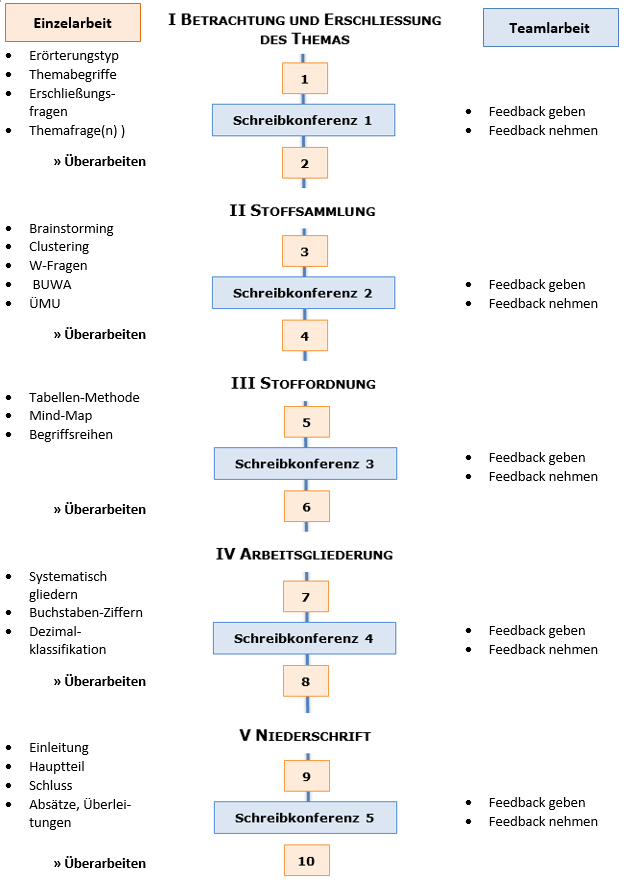 Einzelarbeit
I BETRACHTUNG UND ERSCHLIESSUNG
DES THEMAS
Teamlarbeit
• Erörterungstyp
• Themabegriffe
• Erschließungs-
fragen
• Themafrage(n) )
» Überarbeiten
1
Schreibkonferenz 1
2
• Feedback geben
• Feedback nehmen
II STOFFSAMMLUNG
• Brainstorming
• Clustering
• W-Fragen
• BUWA
• ÜMU
» Überarbeiten
3
Schreibkonferenz 2
4
• Feedback geben
• Feedback nehmen
III STOFFORDNUNG
• Tabellen-Methode
• Mind-Map
• Begriffsreihen
» Überarbeiten
5
Schreibkonferenz 3
6
• Feedback geben
• Feedback nehmen
IV ARBEITSGLIEDERUNG
• Systematisch
gliedern
• Buchstaben-Ziffern
• Dezimal-
klassifikation
» Überarbeiten
7
Schreibkonferenz 4
8
• Feedback geben
• Feedback nehmen
V NIEDERSCHRIFT
• Einleitung
• Hauptteil
• Schluss
• Absätze, Überlei-
tungen
» Überarbeiten
9
Schreibkonferenz 5
10
• Feedback geben
• Feedback nehmen